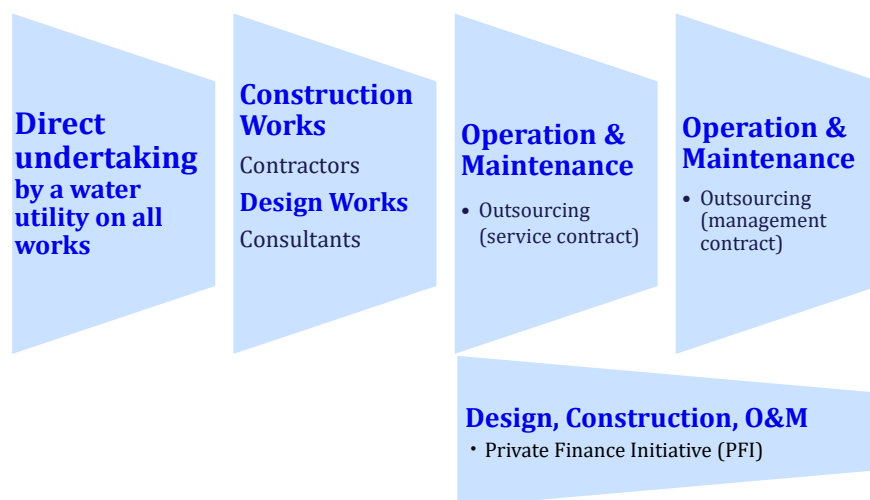 Direct
undertaking
by a water
utility on all
works
Construction
Works
Contractors
Design Works
Consultants
Operation &
Maintenance
• Outsourcing
(service contract)
Operation &
Maintenance
• Outsourcing
(management
contract)
Design, Construction, O&M
• Private Finance Initiative (PFI)